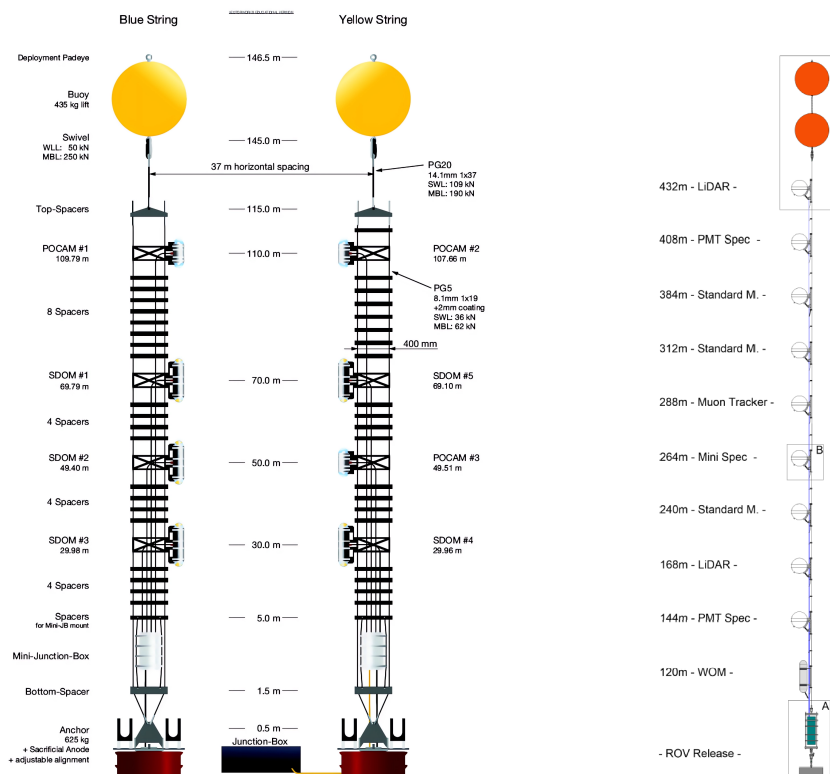 Blue String
Yellow String
Deployment Padeye
146.5 m
Buoy
435 kg lift
Swivel
WLL: 50 kN
MBL: 250 kN
145.0 m
37 m horizontal spacing
PG20
14.1mm 1x37
SWL: 109 kN
MBL: 190 kN
Top-Spacers
115.0 m
POCAM #1
109.79 m
110.0 m
POCAM #2
107.66 m
PG5
8.1mm 1x19
+2mm coating
SWL: 36 kN
MBL: 62 kN
8 Spacers
400 mm
SDOM #1
69.79 m
70.0 m
SDOM #5
69.10 m
4 Spacers
SDOM #2
49.40 m
50.0 m
POCAM #3
49.51 m
4 Spacers
SDOM #3
29.98 m
30.0 m
SDOM #4
29.96 m
4 Spacers
Spacers
for Mini-JB mount
5.0 m
Mini-Junction-Box
Bottom-Spacer
1.5 m
Anchor
625 kg
+ Sacrificial Anode
+ adjustable alignment
0.5 m
Junction-Box
432m - LiDAR -
408m - PMT Spec -
384m - Standard M. -
312m - Standard M. -
288m - Muon Tracker -
264m - Mini Spec -
B
240m - Standard M. -
168m - LiDAR -
144m - PMT Spec -
120m - WOM -
A
- ROV Release -